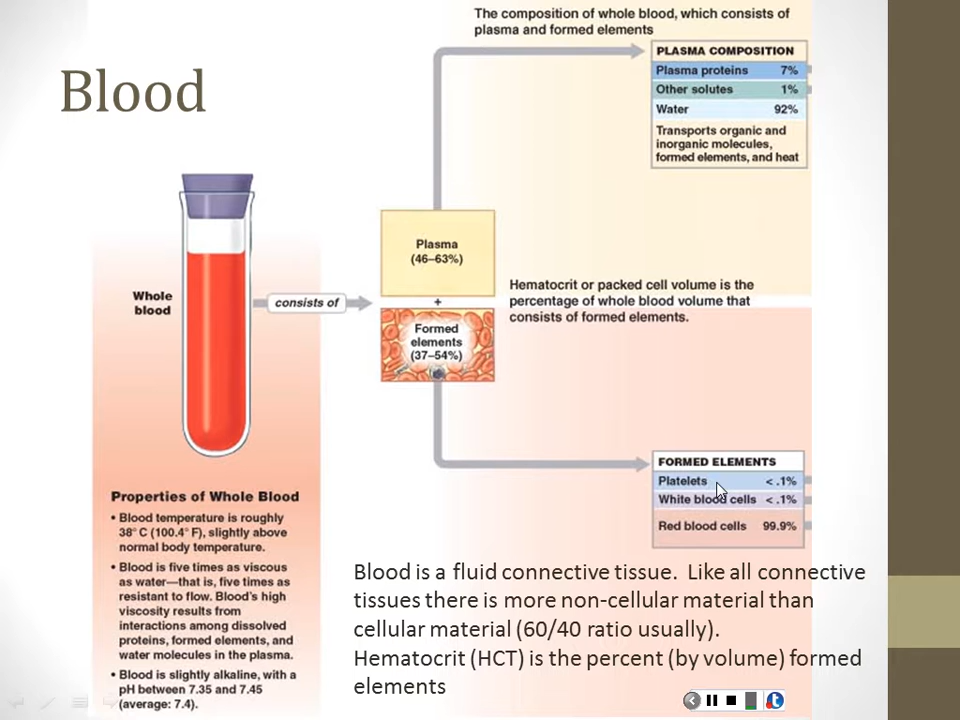 Blood
The composition of whole blood, which consists of
plasma and formed elements
PLASMA COMPOSITION
Plasma proteins 7%
Other solutes 1%
Water 92%
Transports organic and
inorganic molecules,
formed elements, and heat
Whole
blood
consists of
Plasma
(46–63%)
+
Formed
elements
(37–54%)
Hematocrit or packed cell volume is the
percentage of whole blood volume that
consists of formed elements.
FORMED ELEMENTS
Platelets < .1%
White blood cells < .1%
Red blood cells 99.9%
Properties of Whole Blood
• Blood temperature is roughly
38° C (100.4° F), slightly above
normal body temperature.
• Blood is five times as viscous
as water—that is, five times as
resistant to flow. Blood's high
viscosity results from
interactions among dissolved
proteins, formed elements, and
water molecules in the plasma.
• Blood is slightly alkaline, with a
pH between 7.35 and 7.45
(average: 7.4).
Blood is a fluid connective tissue. Like all connective
tissues there is more non-cellular material than
cellular material (60/40 ratio usually).
Hematocrit (HCT) is the percent (by volume) formed
elements